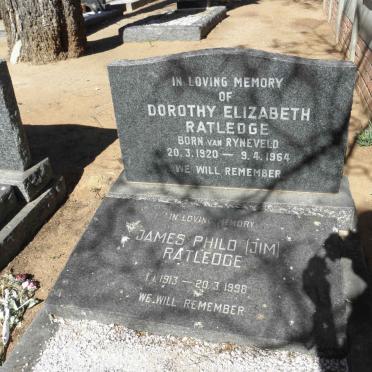 IN LOVING MEMORY
OF
DOROTHY ELIZABETH
RATLEDGE
BORN VAN RYNEVELD
20.3.1920 – 9.4.1964
WE WILL REMEMBER
IN LOVING MEMORY
JAMES PHILO (JIM)
RATLEDGE
1913 – 20.3.1998
WE WILL REMEMBER